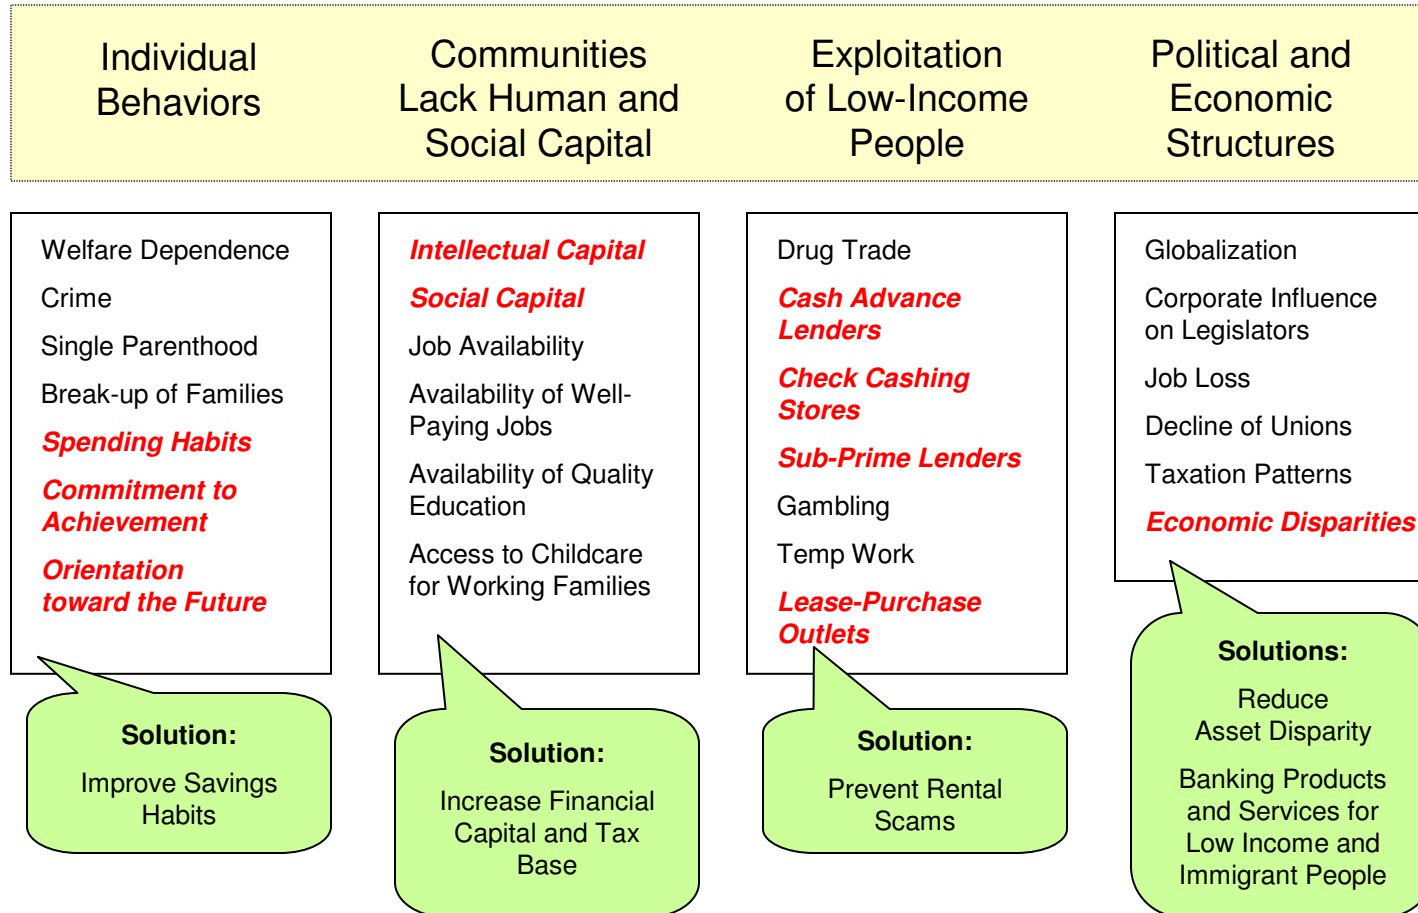 Individual
Behaviors
Communities
Lack Human and
Social Capital
Exploitation
of Low-Income
People
Political and
Economic
Structures
Welfare Dependence
Crime
Single Parenthood
Break-up of Families
Spending Habits
Commitment to
Achievement
Orientation
toward the Future
Solution:
Improve Savings
Habits
Intellectual Capital
Social Capital
Job Availability
Availability of Well-
Paying Jobs
Availability of Quality
Education
Access to Childcare
for Working Families
Solution:
Increase Financial
Capital and Tax
Base
Drug Trade
Cash Advance
Lenders
Check Cashing
Stores
Sub-Prime Lenders
Gambling
Temp Work
Lease-Purchase
Outlets
Solution:
Prevent Rental
Scams
Globalization
Corporate Influence
on Legislators
Job Loss
Decline of Unions
Taxation Patterns
Economic Disparities
Solutions:
Reduce
Asset Disparity
Banking Products
and Services for
Low Income and
Immigrant People